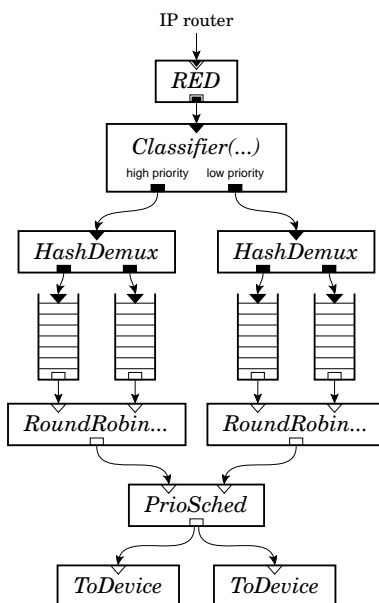 IP router
RED
Classifier(...)
high priority low priority
HashDemux HashDemux
RoundRobin... RoundRobin...
PrioSched
ToDevice ToDevice